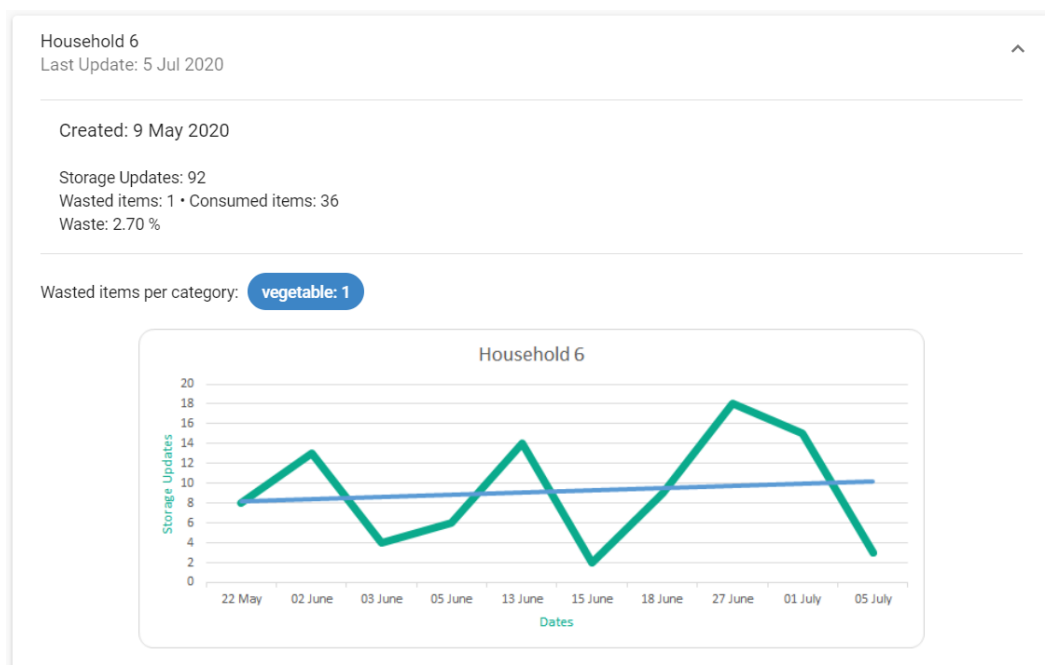 Household 6
Last Update: 5 Jul 2020
Created: 9 May 2020
Storage Updates: 92
Wasted items: 1 • Consumed items: 36
Waste: 2.70 %
Wasted items per category: vegetable: 1
Household 6
Storage Updates
20
18
16
14
12
10
8
6
4
2
0
22 May 02 June 03 June 05 June 13 June 15 June 18 June 27 June 01 July 05 July
Dates